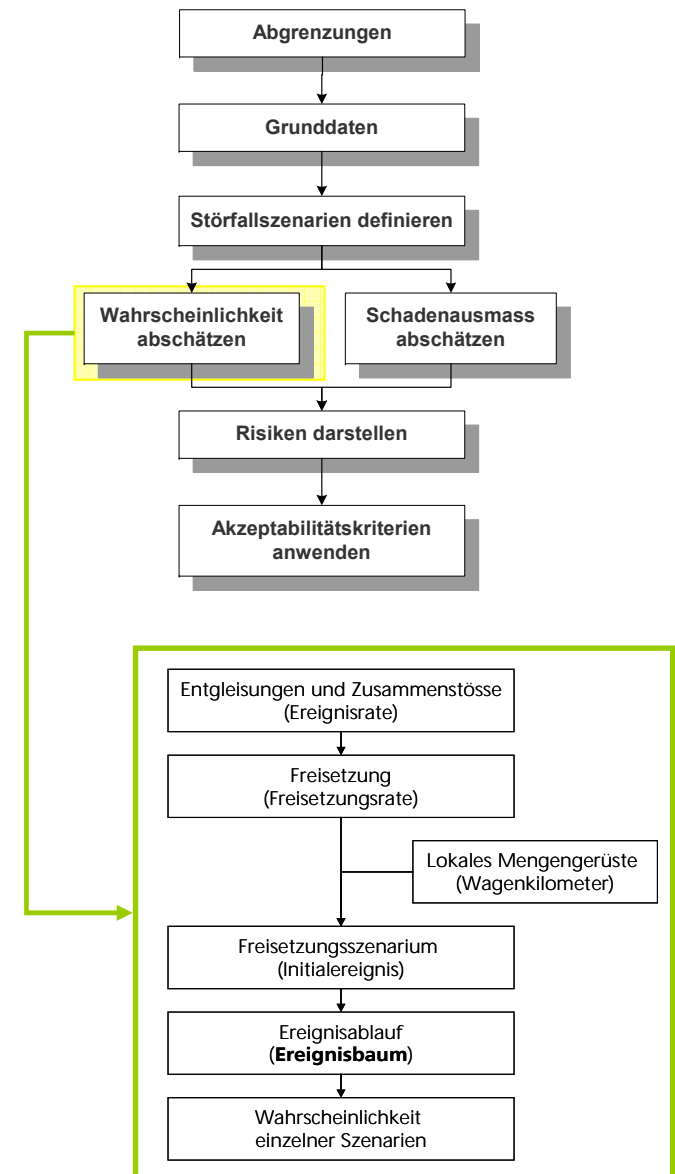 Abgrenzungen
Grunddaten
Störfallszenarien definieren
Wahrscheinlichkeit
abschätzen
Schadenausmass
abschätzen
Risiken darstellen
Akzeptabilitätskriterien
anwenden
Entgleisungen und Zusammenstösse
(Ereignisrate)
Freisetzung
(Freisetzungsrate)
Lokales Mengengerüste
(Wagenkilometer)
Freisetzungsszenarium
(Initialereignis)
Ereignisablauf
(Ereignisbaum)
Wahrscheinlichkeit
einzelner Szenarien